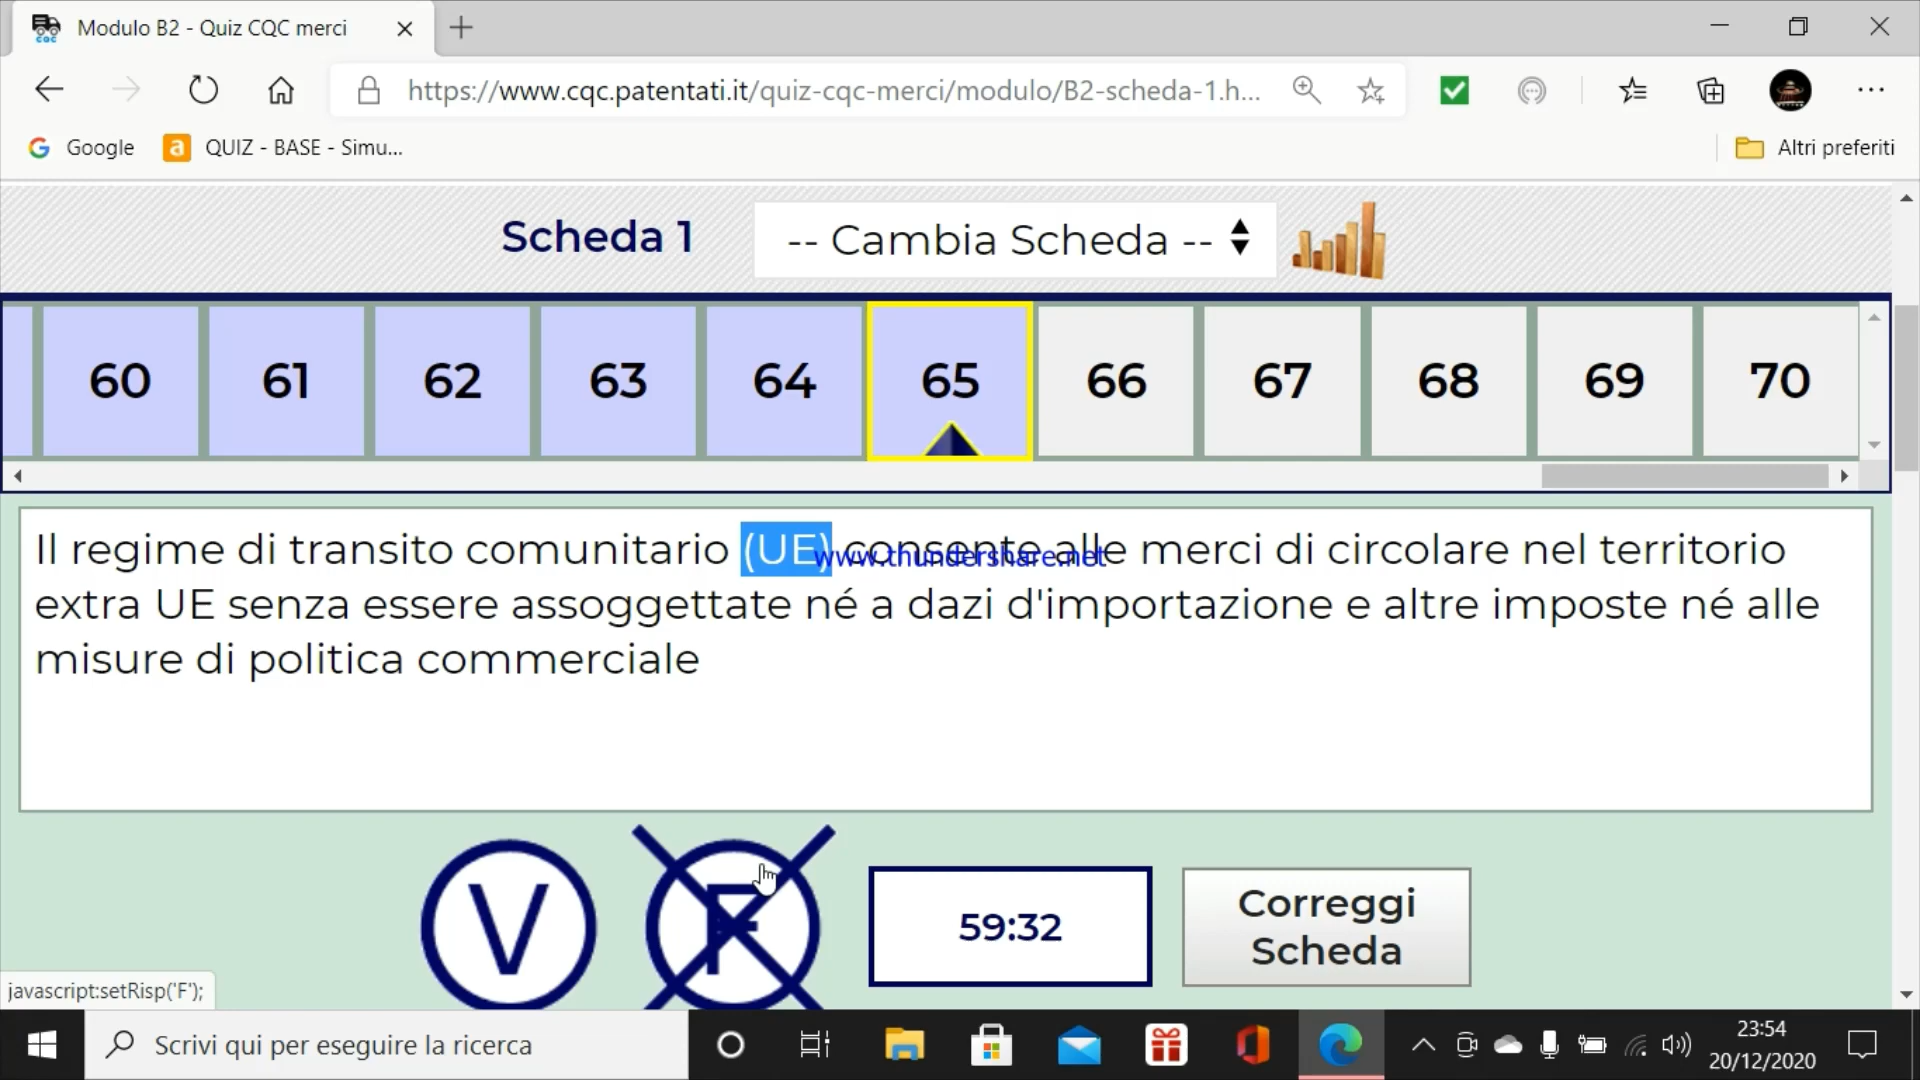 Modulo B2 - Quiz CQC merci
https://www.cqc.patentati.it/quiz-cqc-merci/modulo/B2-scheda-1.h...
Google
a
QUIZ - BASE - Simu...
Altri preferiti
Scheda 1
-- Cambia Scheda --
60 61 62 63 64 65 66 67 68 69 70
Il regime di transito comunitario (UE) consente alle merci di circolare nel territorio
www.thundershare.net
extra UE senza essere assoggettate né a dazi d'importazione e altre imposte né alle
misure di politica commerciale
V
F
59:32
Correggi
Scheda
javascript:setRisp('F');
Scrivi qui per eseguire la ricerca
23:54
20/12/2020